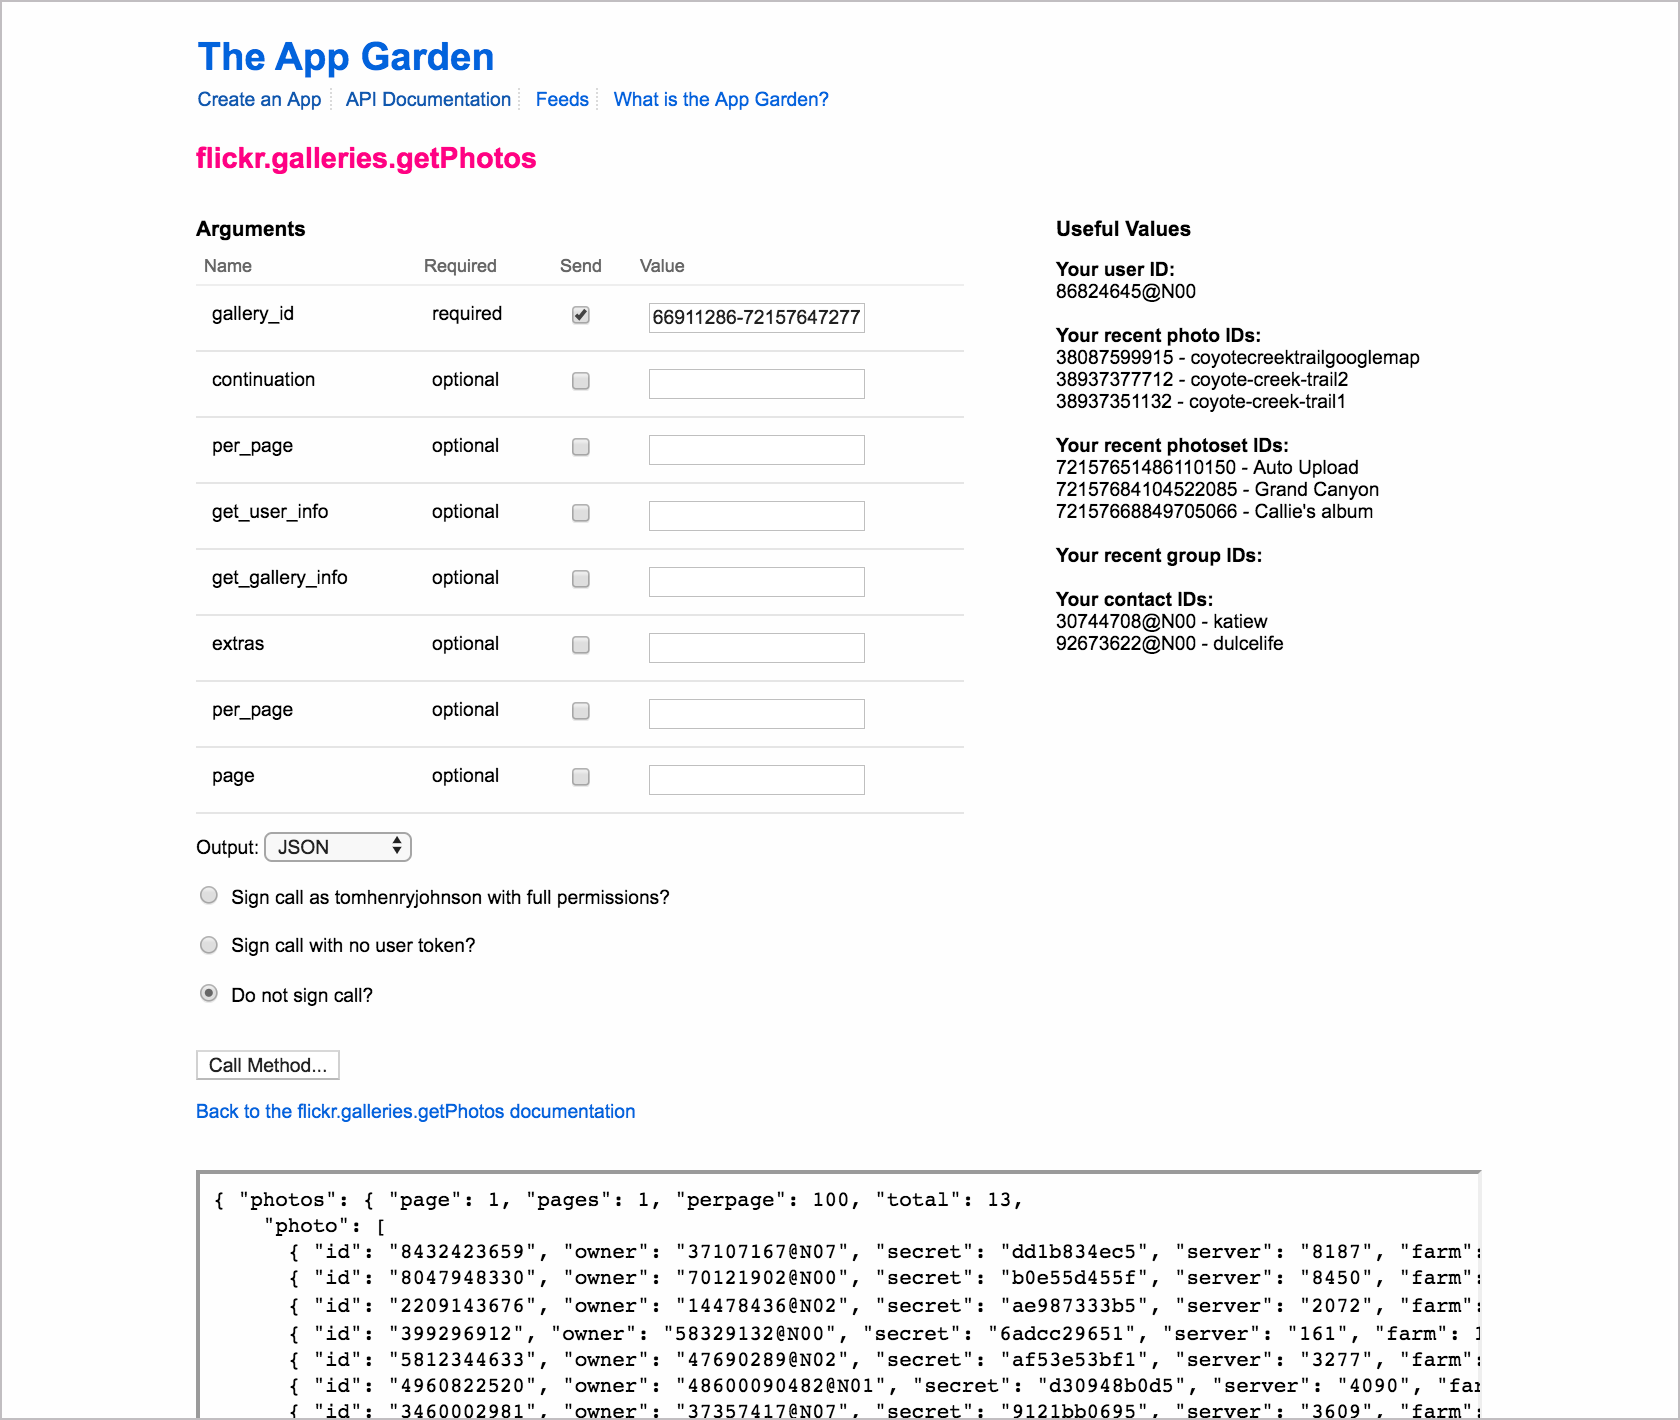 The App Garden
Create an App API Documentation Feeds What is the App Garden?
flickr.galleries.getPhotos
Arguments
Name Required Send Value
gallery_id required 66911286-72157647277
continuation optional
per_page optional
get_user_info optional
get_gallery_info optional
extras optional
per_page optional
page optional
Output: JSON
Sign call as tomhenryjohnson with full permissions?
Sign call with no user token?
Do not sign call?
Call Method...
Back to the flickr.galleries.getPhotos documentation
Useful Values
Your user ID:
86824645@N00
Your recent photo IDs:
38087599915 - coyotecreektrailgooglemap
38937377712 - coyote-creek-trail2
38937351132 - coyote-creek-trail1
Your recent photoset IDs:
72157651486110150 - Auto Upload
72157684104522085 - Grand Canyon
72157668849705066 - Callie's album
Your recent group IDs:
Your contact IDs:
30744708@N00 - katiew
92673622@N00 - dulcelife
{ "photos": { "page": 1, "pages": 1, "perpage": 100, "total": 13,
"photo": [
{ "id": "8432423659", "owner": "37107167@N07", "secret": "dd1b834ec5", "server": "8187", "farm":
{ "id": "8047948330", "owner": "70121902@N00", "secret": "b0e55d455f", "server": "8450", "farm":
{ "id": "2209143676", "owner": "14478436@N02", "secret": "ae987333b5", "server": "2072", "farm":
{ "id": "399296912", "owner": "58329132@N00", "secret": "6adcc29651", "server": "161", "farm": 1
{ "id": "5812344633", "owner": "47690289@N02", "secret": "af53e53bf1", "server": "3277", "farm":
{ "id": "4960822520", "owner": "48600090482@N01", "secret": "d30948b0d5", "server": "4090", "far
{ "id": "3460002981", "owner": "37357417@N07", "secret": "9121bb0695", "server": "3609", "farm":